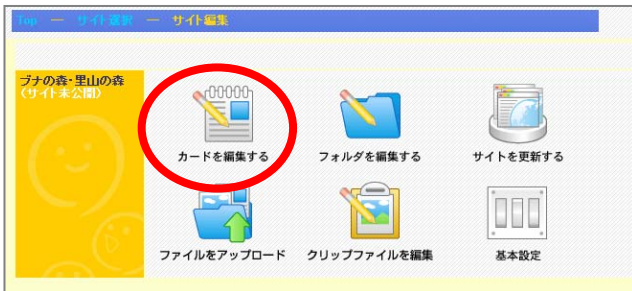 Top ー サイト選択 ー サイト編集
ブナの森・里山の森
(サイト未公開)
カードを編集する
フォルダを編集する
サイトを更新する
ファイルをアップロード
クリップファイルを編集
基本設定